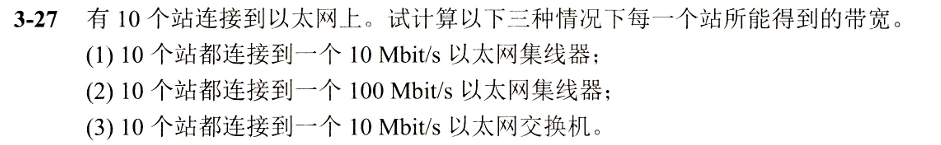 3-27 有 10 个站连接到以太网上。试计算以下三种情况下每一个站所能得到的带宽。
(1) 10 个站都连接到一个 10 Mbit/s 以太网集线器；
(2) 10 个站都连接到一个 100 Mbit/s 以太网集线器；
(3) 10 个站都连接到一个 10 Mbit/s 以太网交换机。